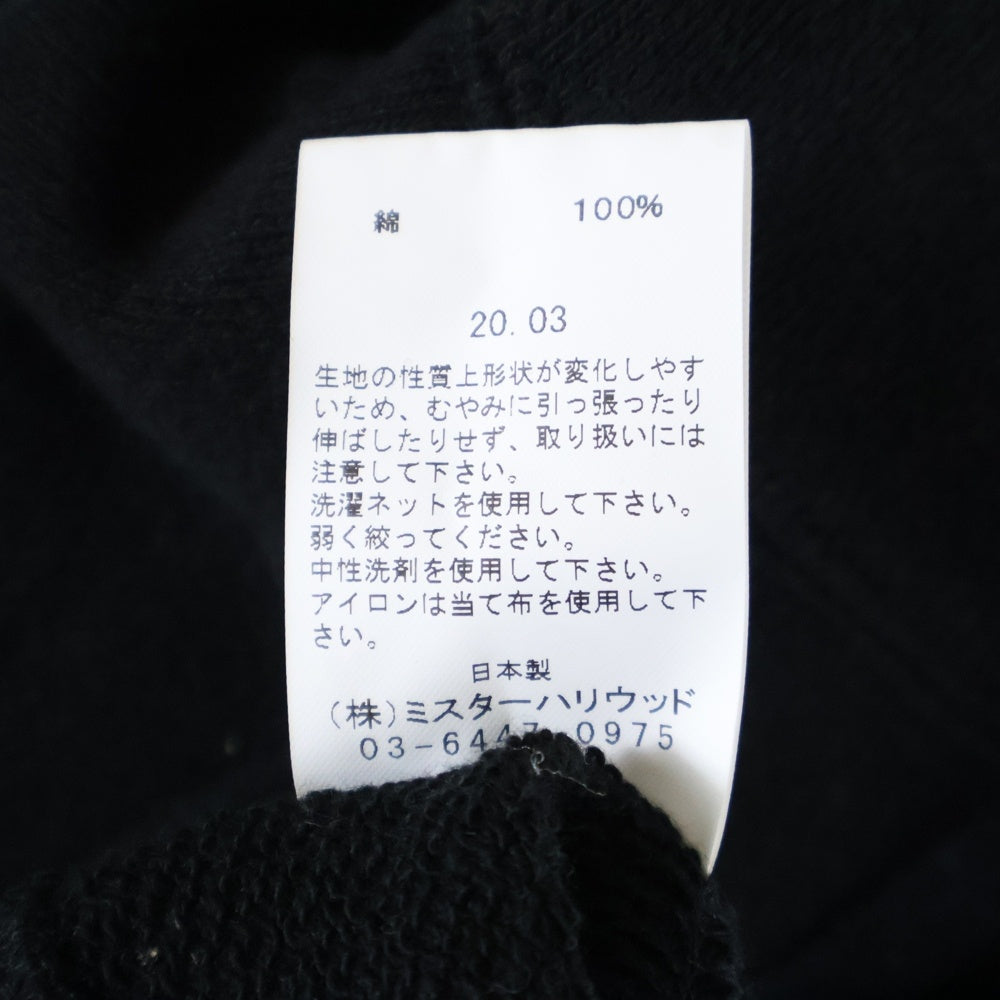 綿 100%
20.03
生地の性質上形状が変化しやす
いため、むやみに引っ張ったり
伸ばしたりせず、取り扱いには
注意して下さい。
洗濯ネットを使用して下さい。
弱く絞ってください。
中性洗剤を使用して下さい。
アイロンは当て布を使用して下
さい。
日本製
(株)ミスターハリウッド
03-6447-0975